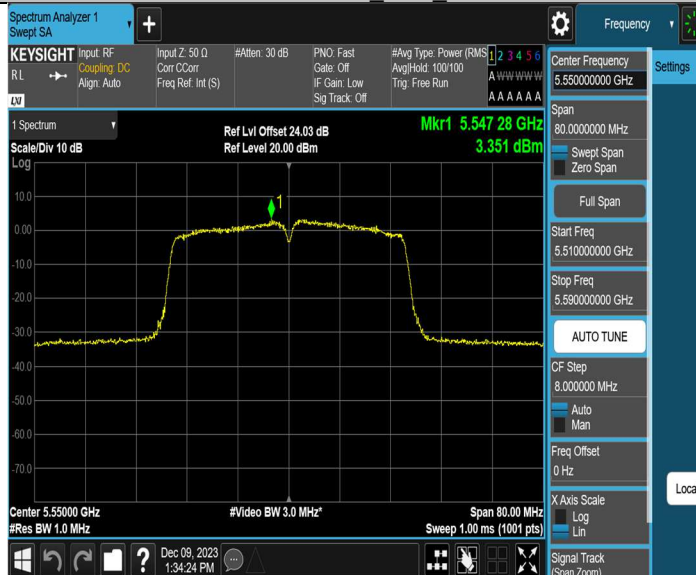 Spectrum Analyzer 1
Swept SA
+
Frequency
KEYSIGHT
RL
LXI
Input: RF
Coupling: DC
Align: Auto
Input Z: 50 Ω
Corr CCorr
Freq Ref: Int (S)
#Atten: 30 dB
PNO: Fast
Gate: Off
IF Gain: Low
Sig Track: Off
#Avg Type: Power (RMS
Avg|Hold: 100/100
Trig: Free Run
1 2 3 4 5 6
A W W W W W
A A A A A A
1 Spectrum
Scale/Div 10 dB
Log
Ref Lvl Offset 24.03 dB
Ref Level 20.00 dBm
Mkr1 5.547 28 GHz
3.351 dBm
1
10.0
0.00
-10.0
-20.0
-30.0
-40.0
-50.0
-60.0
-70.0
Center 5.55000 GHz
#Res BW 1.0 MHz
#Video BW 3.0 MHz*
Span 80.00 MHz
Sweep 1.00 ms (1001 pts)
Center Frequency
5.550000000 GHz
Span
80.0000000 MHz
Swept Span
Zero Span
Full Span
Start Freq
5.510000000 GHz
Stop Freq
5.590000000 GHz
AUTO TUNE
CF Step
8.000000 MHz
Auto
Man
Freq Offset
0 Hz
X Axis Scale
Log
Lin
Signal Track
(Span Zoom)
Settings
Loca
?
Dec 09, 2023
1:34:24 PM